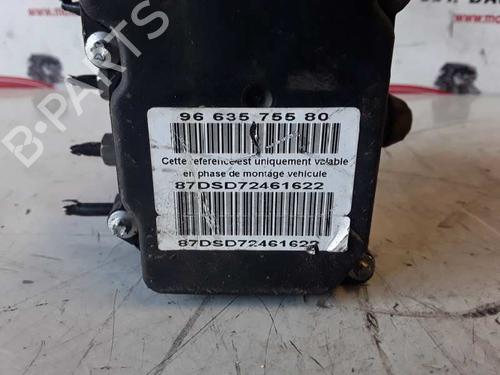 B-PARTS
96 635 755 80
Cette reference est uniquement valable
en phase de montage vehicule
87DSD72461622
87DSD72461622